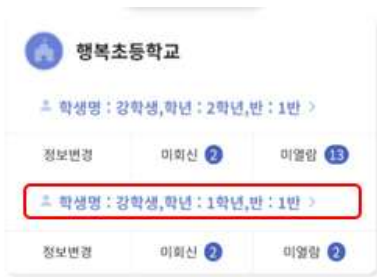 행복초등학교
학생명 : 강학생,학년 : 2학년,반 : 1반 >
정보변경 미회신 2 미열람 13
학생명 : 강학생,학년 : 1학년,반 : 1반 >
정보변경 미회신 2 미열람 2